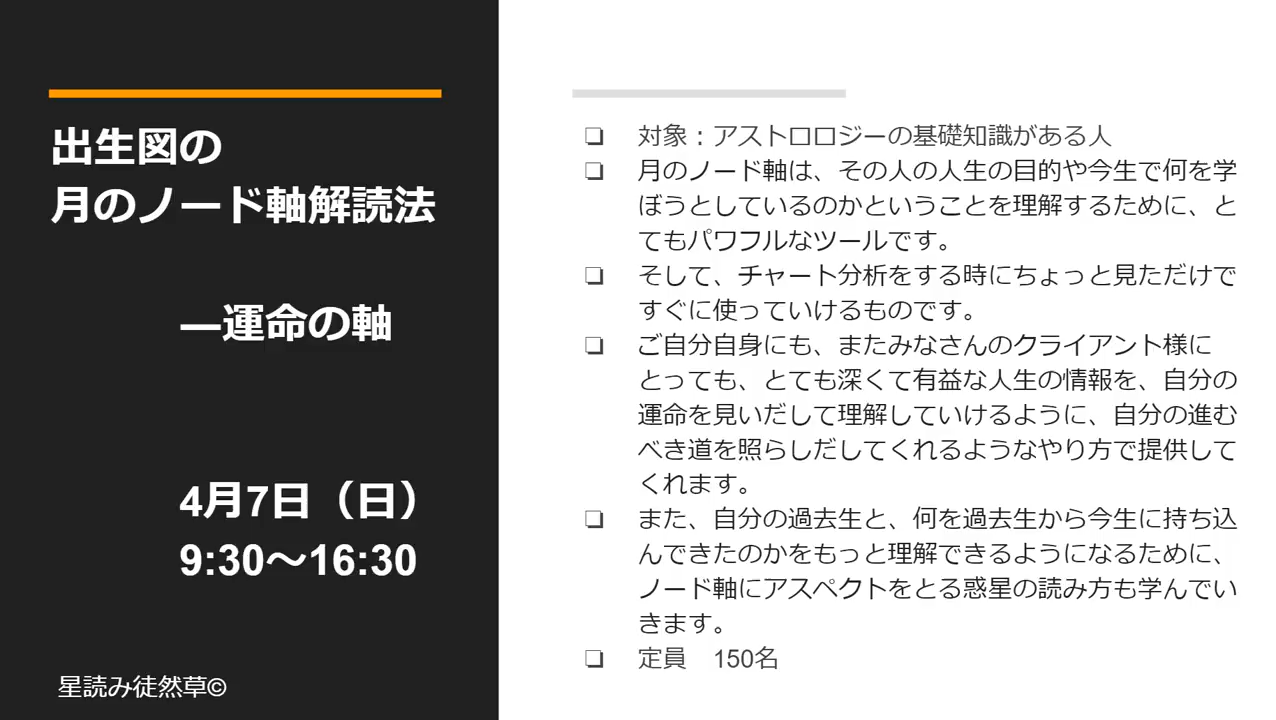 出生図の
月のノード軸解読法
―運命の軸
4月7日（日）
9:30～16:30
星読み徒然草©
❏ 対象：アストロロジーの基礎知識がある人
❏ 月のノード軸は、その人の人生の目的や今生で何を学
ぼうとしているのかということを理解するために、と
てもパワフルなツールです。
❏ そして、チャート分析をする時にちょっと見ただけで
すぐに使っていけるものです。
❏ ご自分自身にも、またみなさんのクライアント様に
とっても、とても深くて有益な人生の情報を、自分の
運命を見いだして理解していけるように、自分の進む
べき道を照らしだしてくれるようなやり方で提供して
くれます。
❏ また、自分の過去生と、何を過去生から今生に持ち込
んできたのかをもっと理解できるようになるために、
ノード軸にアスペクトをとる惑星の読み方も学んでい
きます。
❏ 定員　150名